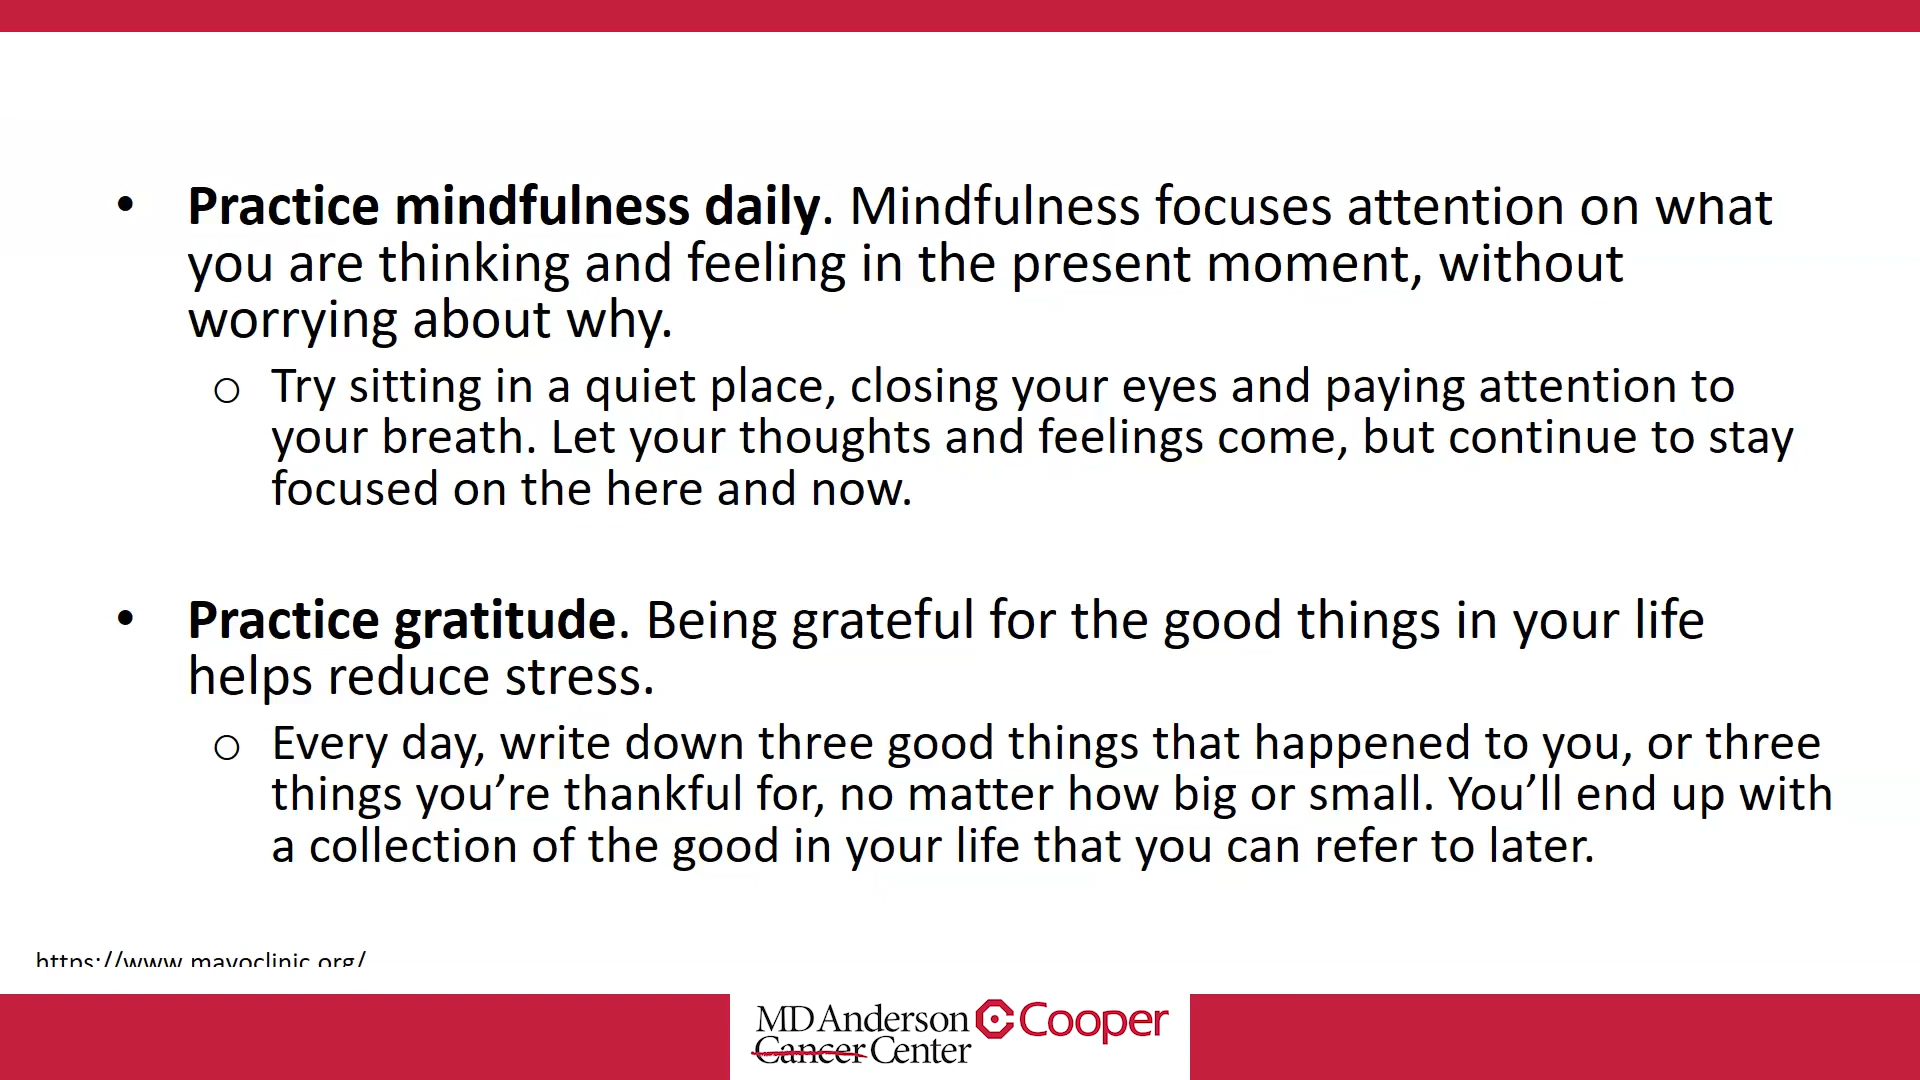 • Practice mindfulness daily. Mindfulness focuses attention on what
you are thinking and feeling in the present moment, without
worrying about why.
o Try sitting in a quiet place, closing your eyes and paying attention to
your breath. Let your thoughts and feelings come, but continue to stay
focused on the here and now.
• Practice gratitude. Being grateful for the good things in your life
helps reduce stress.
o Every day, write down three good things that happened to you, or three
things you’re thankful for, no matter how big or small. You’ll end up with
a collection of the good in your life that you can refer to later.
https://www.mayoclinic.org/
MD Anderson Cooper
Cancer Center